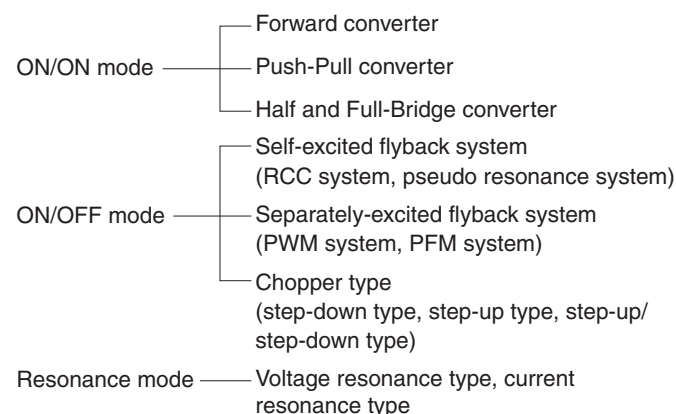 Forward converter
ON/ON mode
Push-Pull converter
Half and Full-Bridge converter
Self-excited flyback system
(RCC system, pseudo resonance system)
ON/OFF mode
Separately-excited flyback system
(PWM system, PFM system)
Chopper type
(step-down type, step-up type, step-up/
step-down type)
Resonance mode
Voltage resonance type, current
resonance type